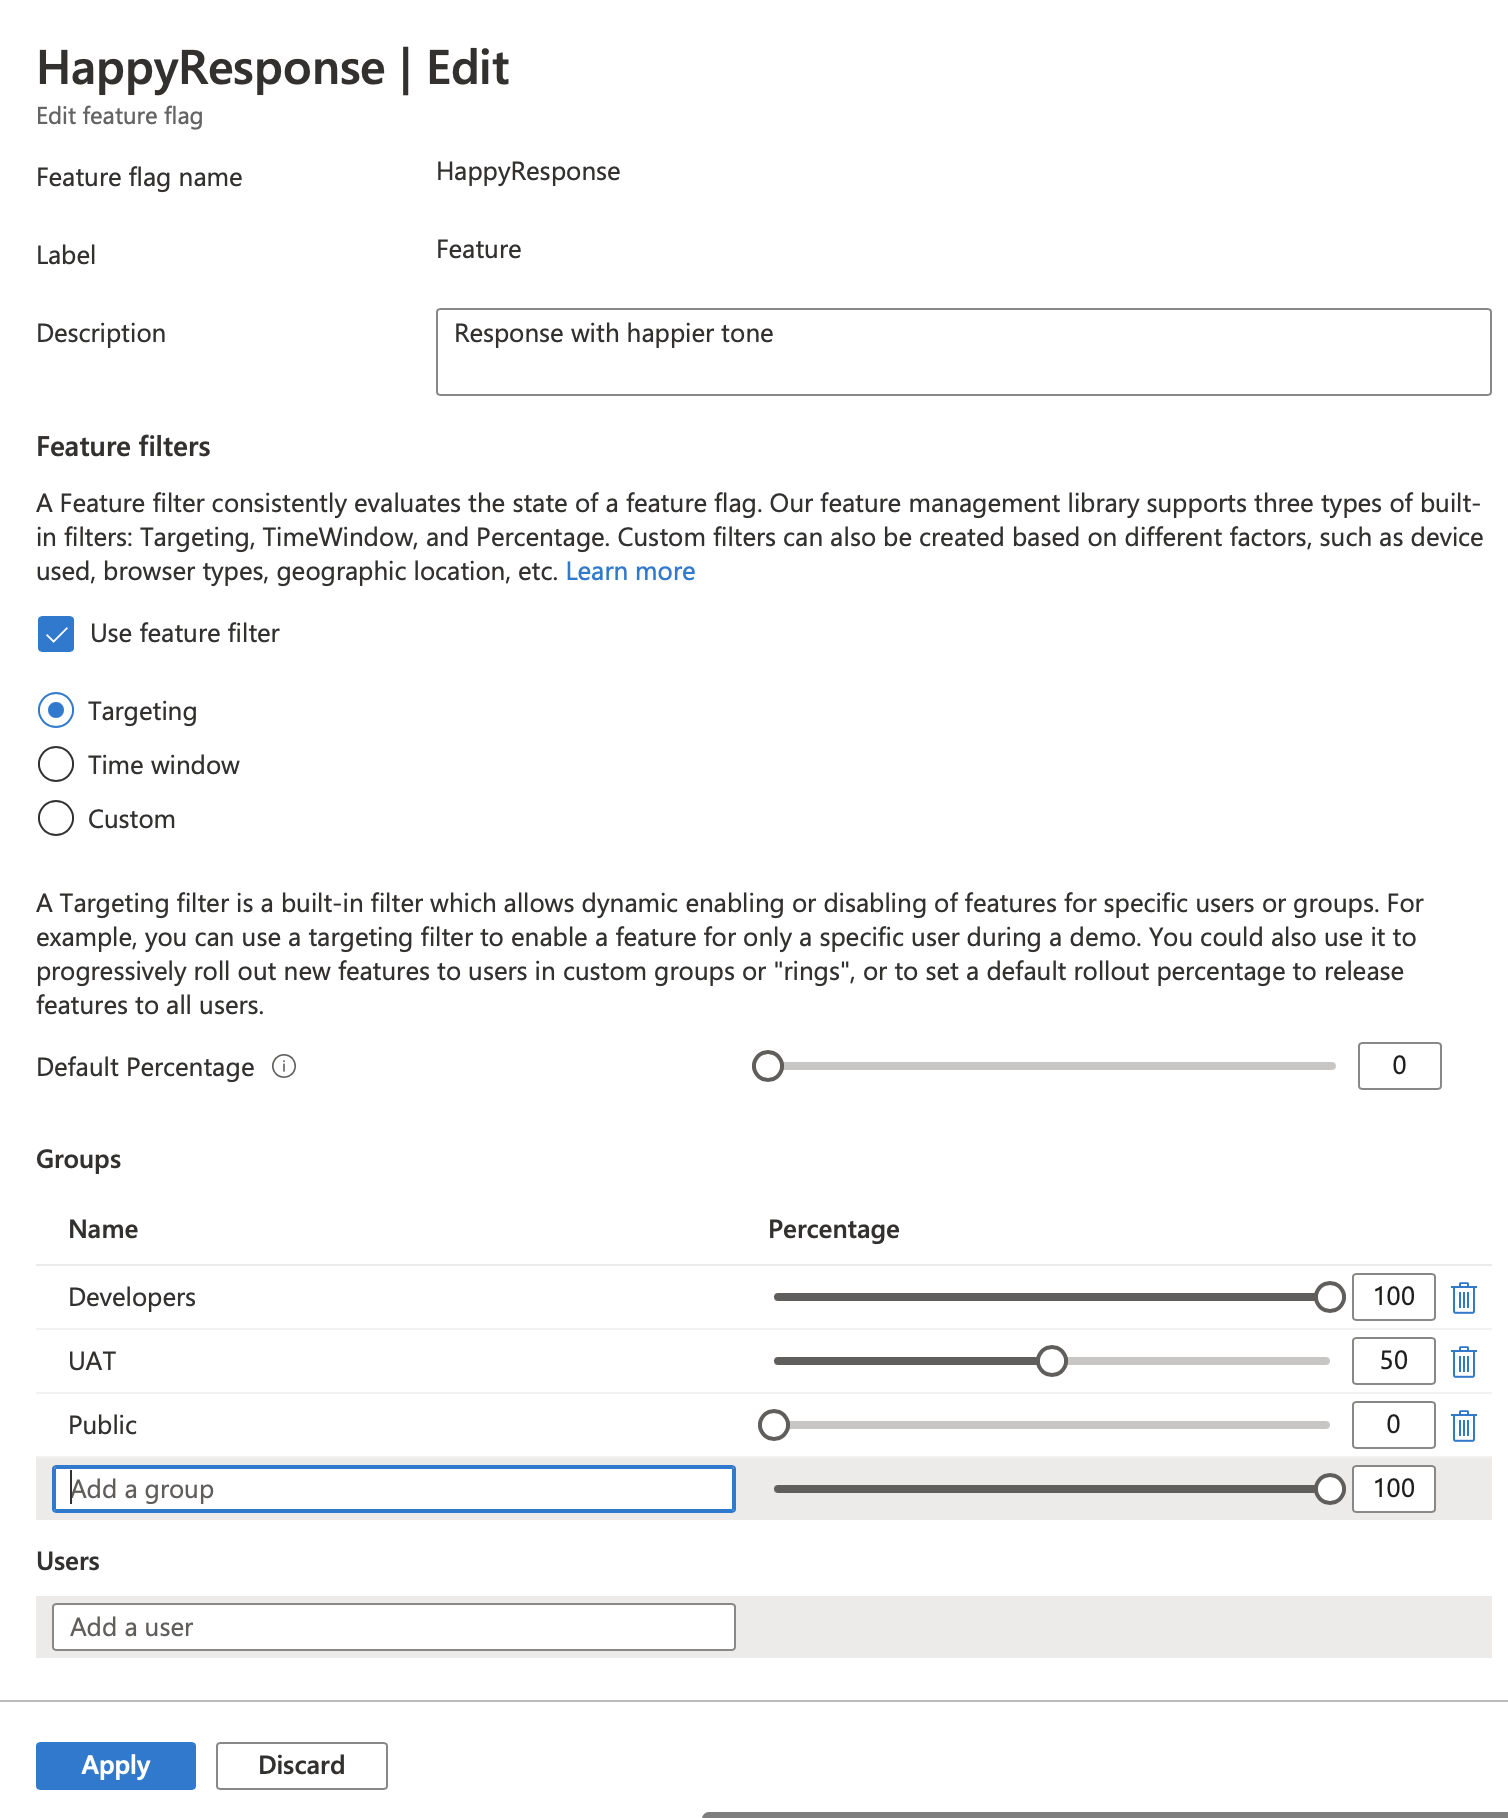 HappyResponse | Edit
Edit feature flag
Feature flag name
HappyResponse
Label
Feature
Description
Response with happier tone
Feature filters
A Feature filter consistently evaluates the state of a feature flag. Our feature management library supports three types of built-
in filters: Targeting, TimeWindow, and Percentage. Custom filters can also be created based on different factors, such as device
used, browser types, geographic location, etc. Learn more
Use feature filter
Targeting
Time window
Custom
A Targeting filter is a built-in filter which allows dynamic enabling or disabling of features for specific users or groups. For
example, you can use a targeting filter to enable a feature for only a specific user during a demo. You could also use it to
progressively roll out new features to users in custom groups or "rings", or to set a default rollout percentage to release
features to all users.
Default Percentage
0
Groups
Name Percentage
Developers 100
UAT 50
Public 0
Add a group 100
Users
Add a user
Apply Discard